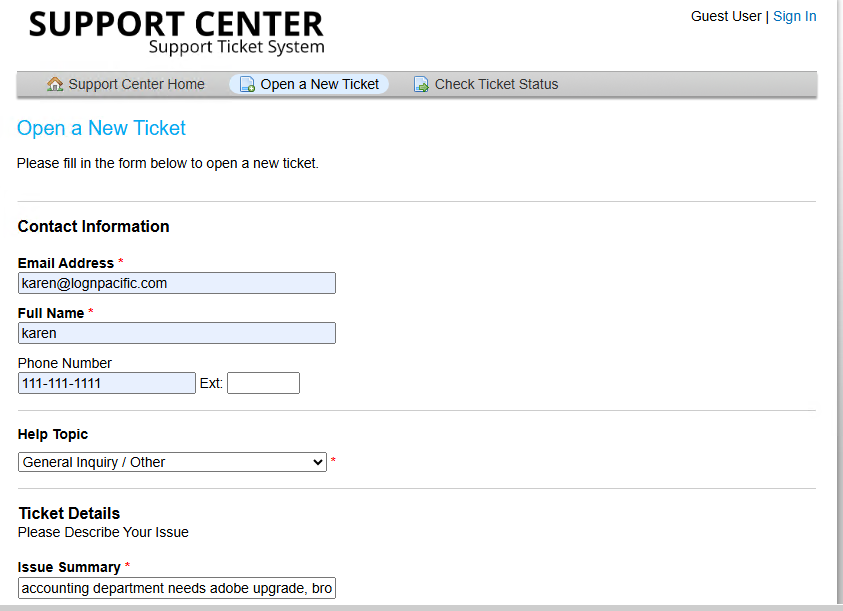 SUPPORT CENTER
Support Ticket System
Guest User | Sign In
Support Center Home
Open a New Ticket
Check Ticket Status
Open a New Ticket
Please fill in the form below to open a new ticket.
Contact Information
Email Address *
karen@lognpacific.com
Full Name *
karen
Phone Number
111-111-1111 Ext:
Help Topic
General Inquiry / Other *
Ticket Details
Please Describe Your Issue
Issue Summary *
accounting department needs adobe upgrade, bro